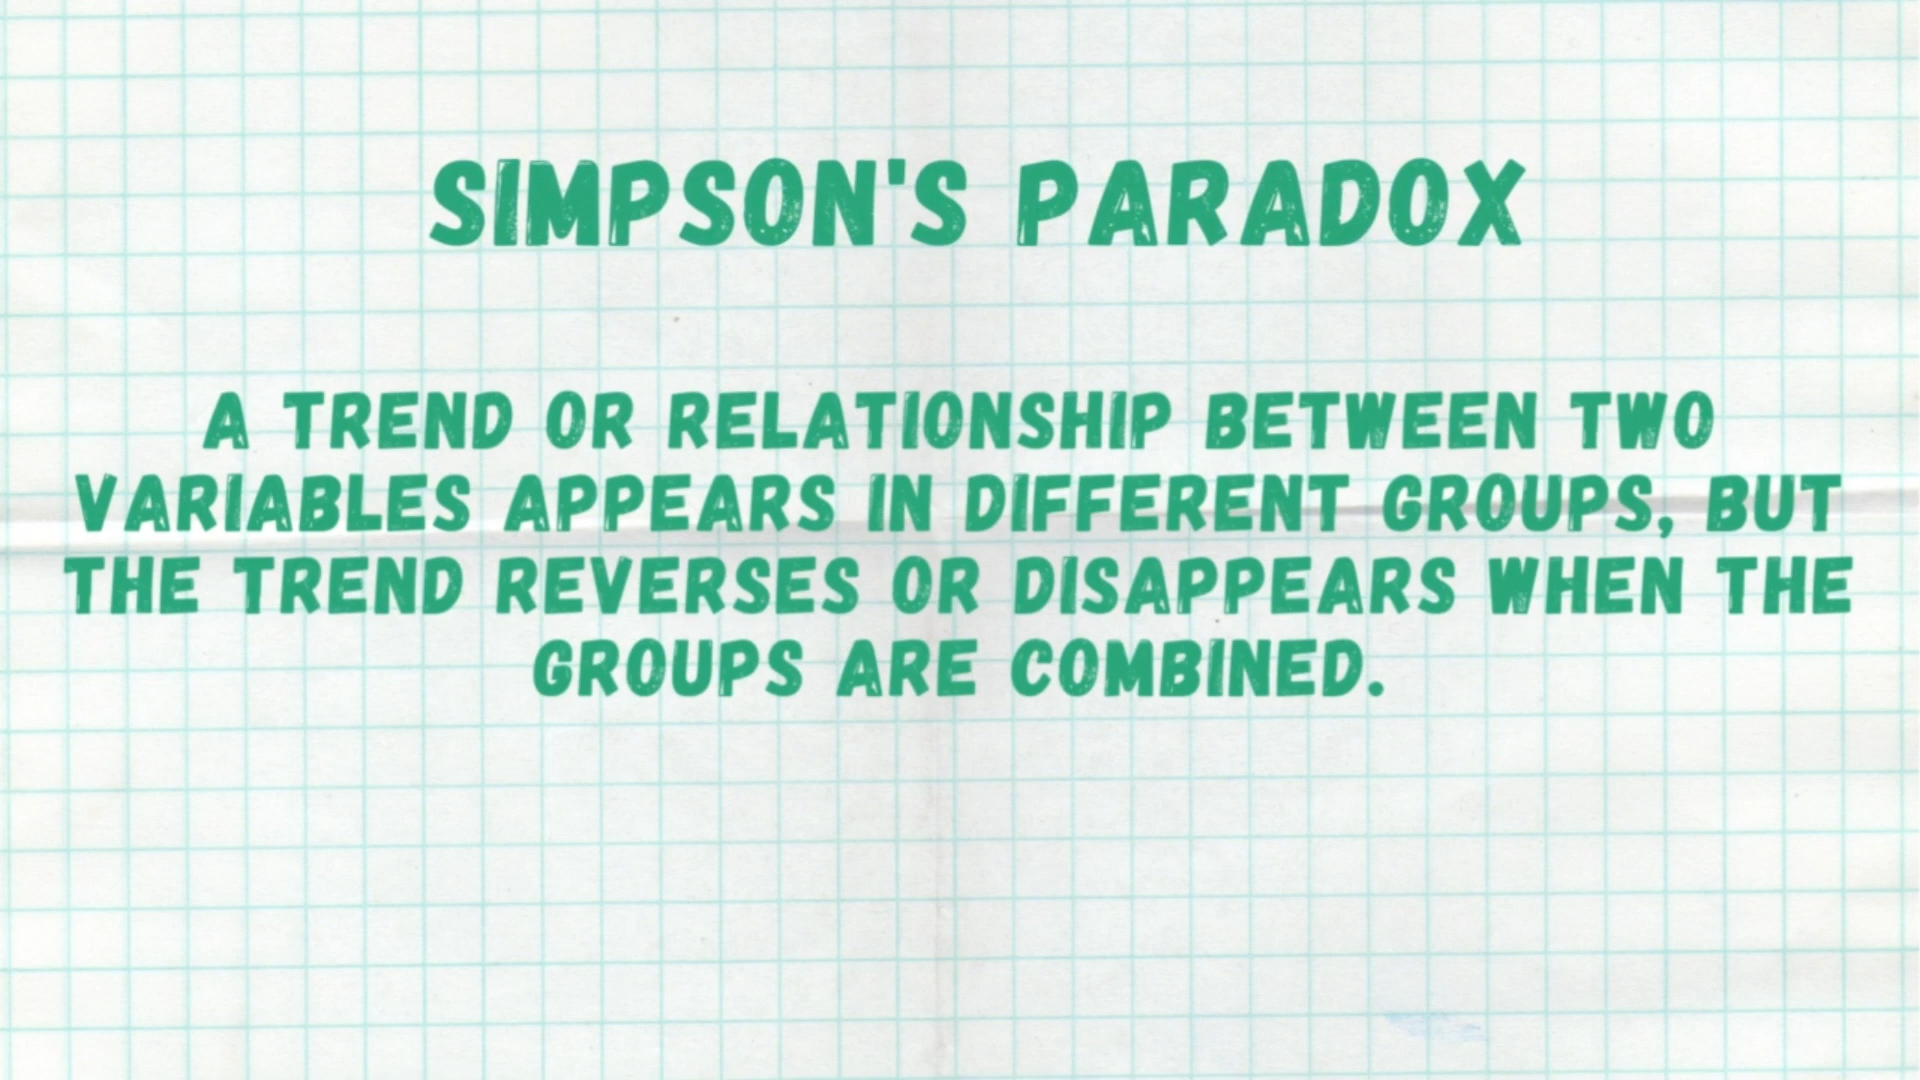 SIMPSON'S PARADOX
A TREND OR RELATIONSHIP BETWEEN TWO
VARIABLES APPEARS IN DIFFERENT GROUPS, BUT
THE TREND REVERSES OR DISAPPEARS WHEN THE
GROUPS ARE COMBINED.